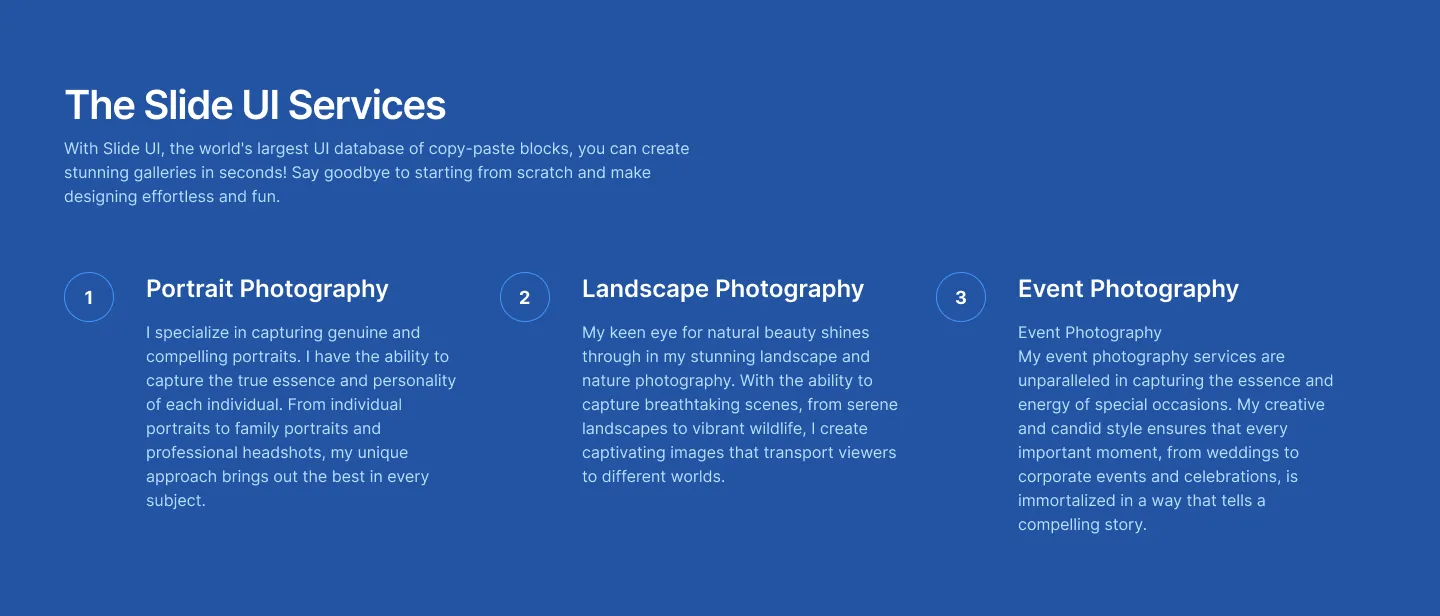 The Slide UI Services
With Slide UI, the world's largest UI database of copy-paste blocks, you can create
stunning galleries in seconds! Say goodbye to starting from scratch and make
designing effortless and fun.
1
Portrait Photography
I specialize in capturing genuine and
compelling portraits. I have the ability to
capture the true essence and personality
of each individual. From individual
portraits to family portraits and
professional headshots, my unique
approach brings out the best in every
subject.
2
Landscape Photography
My keen eye for natural beauty shines
through in my stunning landscape and
nature photography. With the ability to
capture breathtaking scenes, from serene
landscapes to vibrant wildlife, I create
captivating images that transport viewers
to different worlds.
3
Event Photography
Event Photography
My event photography services are
unparalleled in capturing the essence and
energy of special occasions. My creative
and candid style ensures that every
important moment, from weddings to
corporate events and celebrations, is
immortalized in a way that tells a
compelling story.